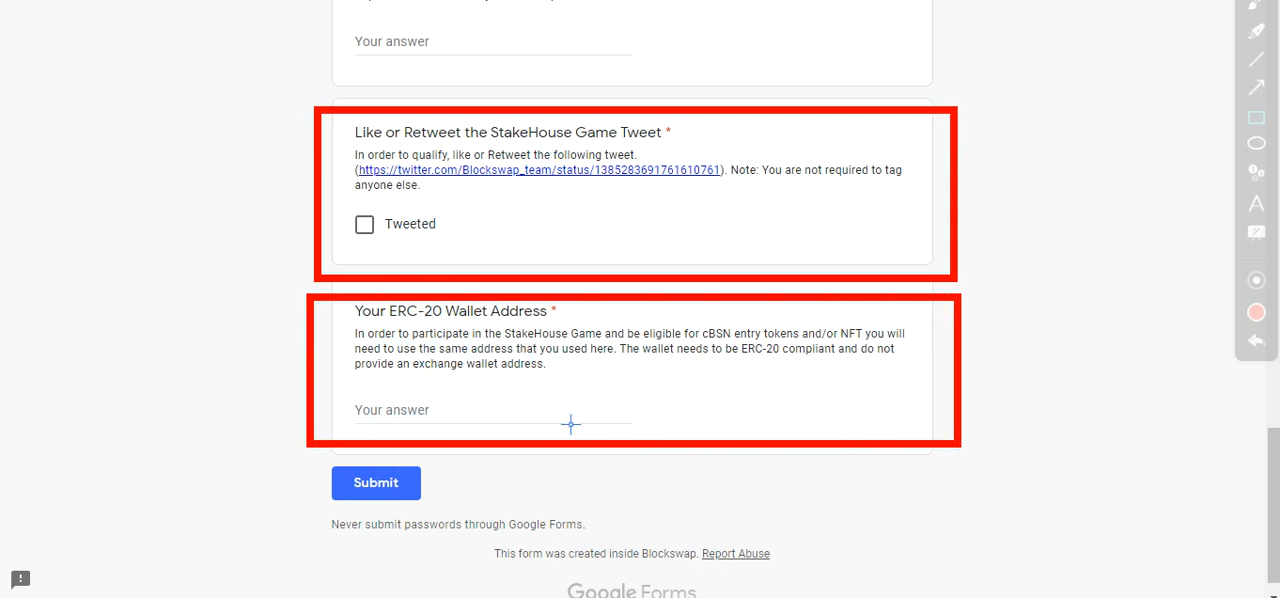 Your answer
Like or Retweet the StakeHouse Game Tweet *
In order to qualify, like or Retweet the following tweet.
(https://twitter.com/Blockswap_team/status/1385283691761610761). Note: You are not required to tag
anyone else.
Tweeted
Your ERC-20 Wallet Address *
In order to participate in the StakeHouse Game and be eligible for cBSN entry tokens and/or NFT you will
need to use the same address that you used here. The wallet needs to be ERC-20 compliant and do not
provide an exchange wallet address.
Your answer
Submit
Never submit passwords through Google Forms.
This form was created inside Blockswap. Report Abuse
Google Forms